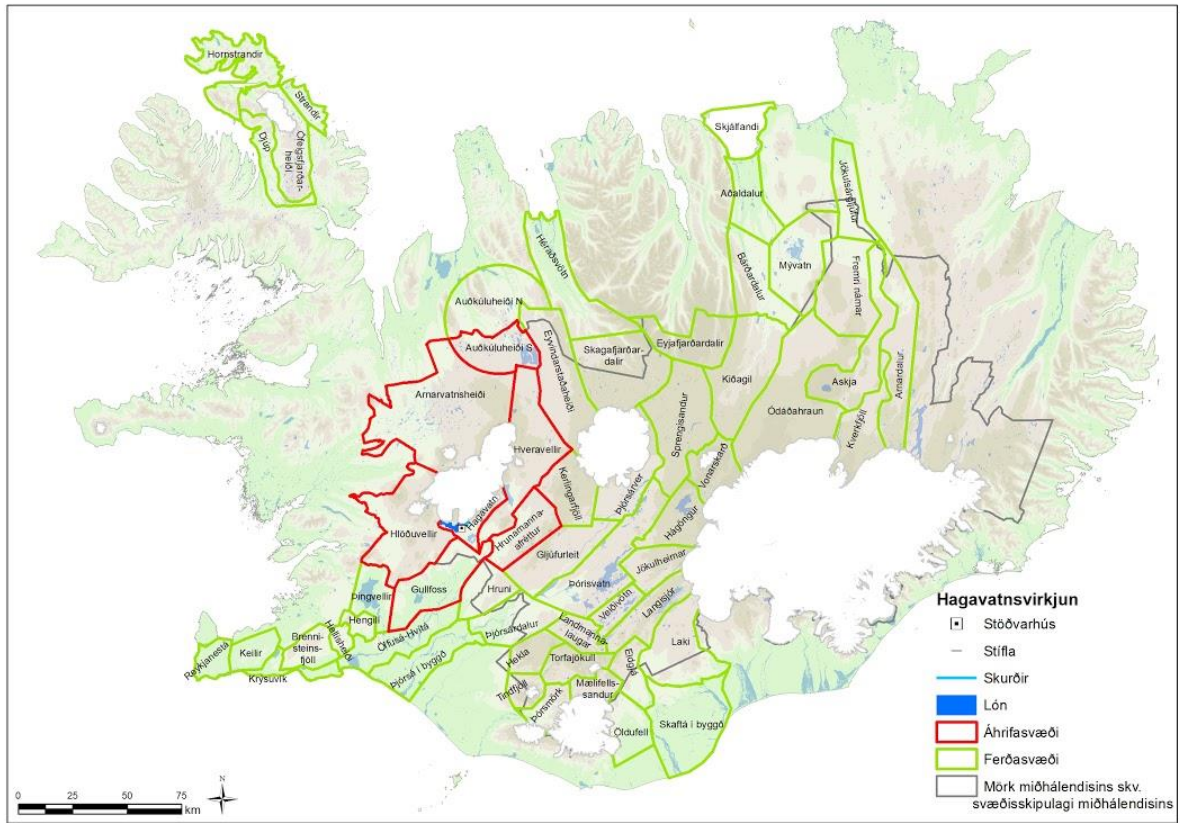 Hornstrandir
Strandir
Djúp
Ófeigsfjarðar-
heiði
Skjálfandi
Aðaldalur
Jökulsárgljúfur
Héraðsvötn
Bárðardalur
Mývatn
Fremri námar
Auðkúluheiði N
Auðkúluheiði S
Eyvindarstaðaheiði
Skagafjarðar-
dalir
Eyjafjarðardalir
Kiðagil
Askja
Arnardalur
Arnarvatnsheiði
Ódáðahraun
Kverkfjöll
Hveravellir
Sprengisandur
Vonarskarð
Kerlingarfjöll
Þjórsárver
Hágöngur
Hagavatn
Hlöðuvellir
Hrunamanna-
afréttur
Gljúfurleit
Jökulheimar
Þingvellir
Gullfoss
Hruni
Þórisvatn
Veiðivötn
Langisjór
Hengill
Hellisheiði
Ölfusá-Hvítá
Þjórsárdalur
Landmanna-
laugar
Laki
Reykjanestá
Keilir
Brenni-
steins-
fjöll
Krýsuvík
Þjórsá í byggð
Hekla
Torfajökull
Eldgjá
Tindfjöll
Þórsmörk
Mælifells-
sandur
Öldufell
Skaftá í byggð
Hagavatnsvirkjun
Stöðvarhús
Stífla
Skurðir
Lón
Áhrifasvæði
Ferðasvæði
Mörk miðhálendisins skv.
svæðisskipulagi miðhálendisins
0 25 50 75
km
N